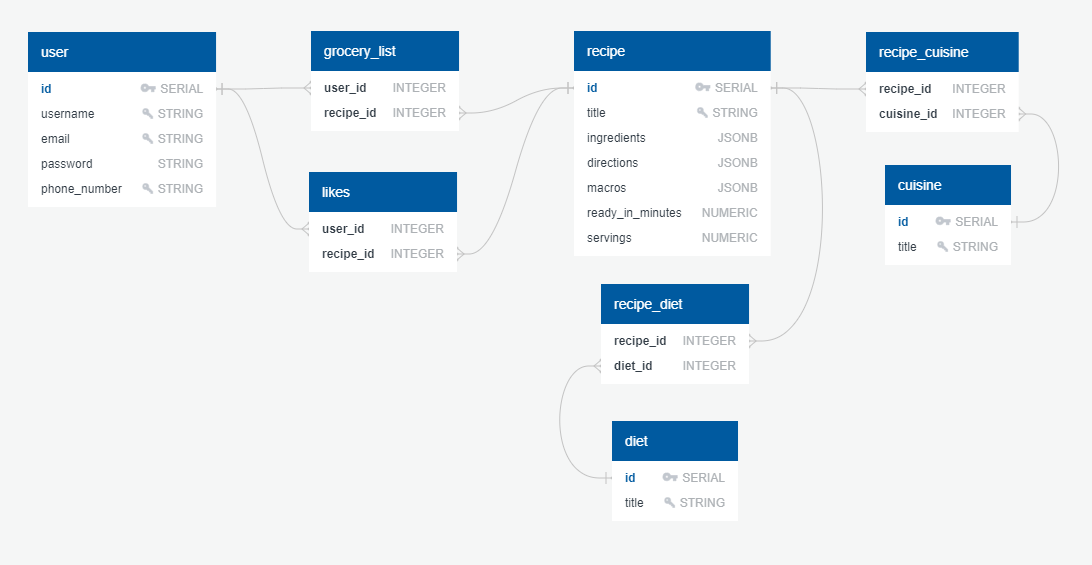 user
id SERIAL
username STRING
email STRING
password STRING
phone_number STRING
grocery_list
user_id INTEGER
recipe_id INTEGER
likes
user_id INTEGER
recipe_id INTEGER
recipe
id SERIAL
title STRING
ingredients JSONB
directions JSONB
macros JSONB
ready_in_minutes NUMERIC
servings NUMERIC
recipe_diet
recipe_id INTEGER
diet_id INTEGER
diet
id SERIAL
title STRING
recipe_cuisine
recipe_id INTEGER
cuisine_id INTEGER
cuisine
id SERIAL
title STRING